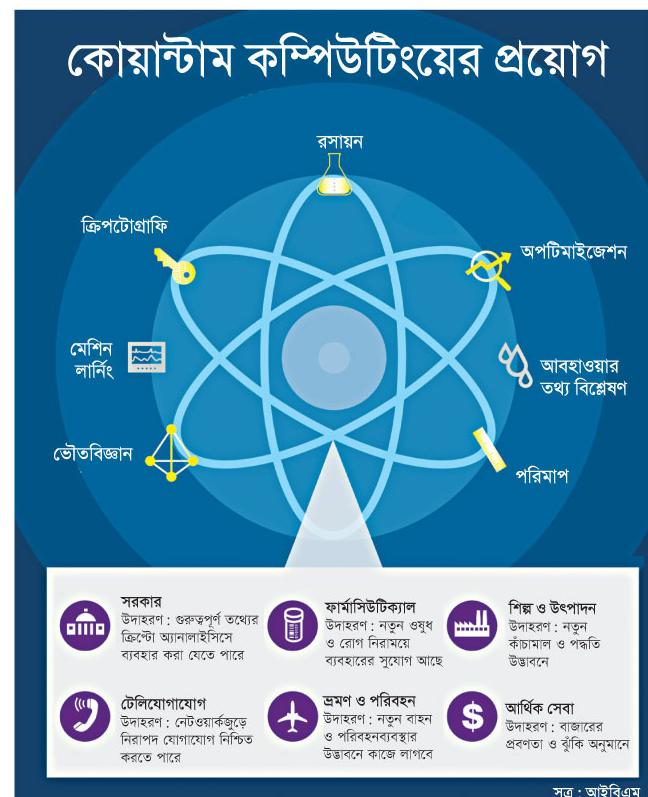 কোয়ান্টাম কম্পিউটিংয়ের প্রয়োগ
রসায়ন
ক্রিপটোগ্রাফি
অপটিমাইজেশন
মেশিন
লার্নিং
আবহাওয়ার
তথ্য বিশ্লেষণ
ভৌতবিজ্ঞান
পরিমাপ
সরকার
উদাহরণ : গুরুত্বপূর্ণ তথ্যের
ক্রিপ্টো অ্যানালাইসিসে
ব্যবহার করা যেতে পারে
ফার্মাসিউটিক্যাল
উদাহরণ : নতুন ওষুধ
ও রোগ নিরাময়ে
ব্যবহারের সুযোগ আছে
শিল্প ও উৎপাদন
উদাহরণ : নতুন
কাঁচামাল ও পদ্ধতি
উদ্ভাবনে
টেলিযোগাযোগ
উদাহরণ : নেটওয়ার্কজুড়ে
নিরাপদ যোগাযোগ নিশ্চিত
করতে পারে
ভ্রমণ ও পরিবহন
উদাহরণ : নতুন বাহন
ও পরিবহনব্যবস্থার
উদ্ভাবনে কাজে লাগবে
আর্থিক সেবা
উদাহরণ : বাজারের
প্রবণতা ও ঝুঁকি অনুমানে
সূত্র : আইবিএম